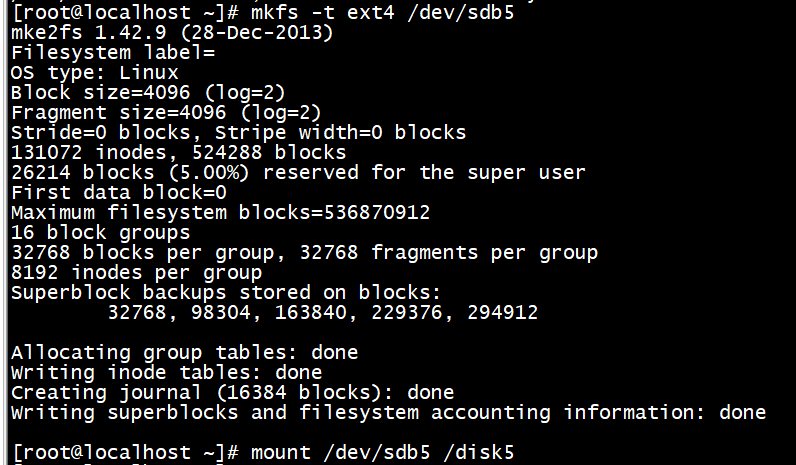 [root@localhost ~]# mkfs -t ext4 /dev/sdb5
mke2fs 1.42.9 (28-Dec-2013)
Filesystem label=
OS type: Linux
Block size=4096 (log=2)
Fragment size=4096 (log=2)
Stride=0 blocks, Stripe width=0 blocks
131072 inodes, 524288 blocks
26214 blocks (5.00%) reserved for the super user
First data block=0
Maximum filesystem blocks=536870912
16 block groups
32768 blocks per group, 32768 fragments per group
8192 inodes per group
Superblock backups stored on blocks:
        32768, 98304, 163840, 229376, 294912

Allocating group tables: done
Writing inode tables: done
Creating journal (16384 blocks): done
Writing superblocks and filesystem accounting information: done

[root@localhost ~]# mount /dev/sdb5 /disk5